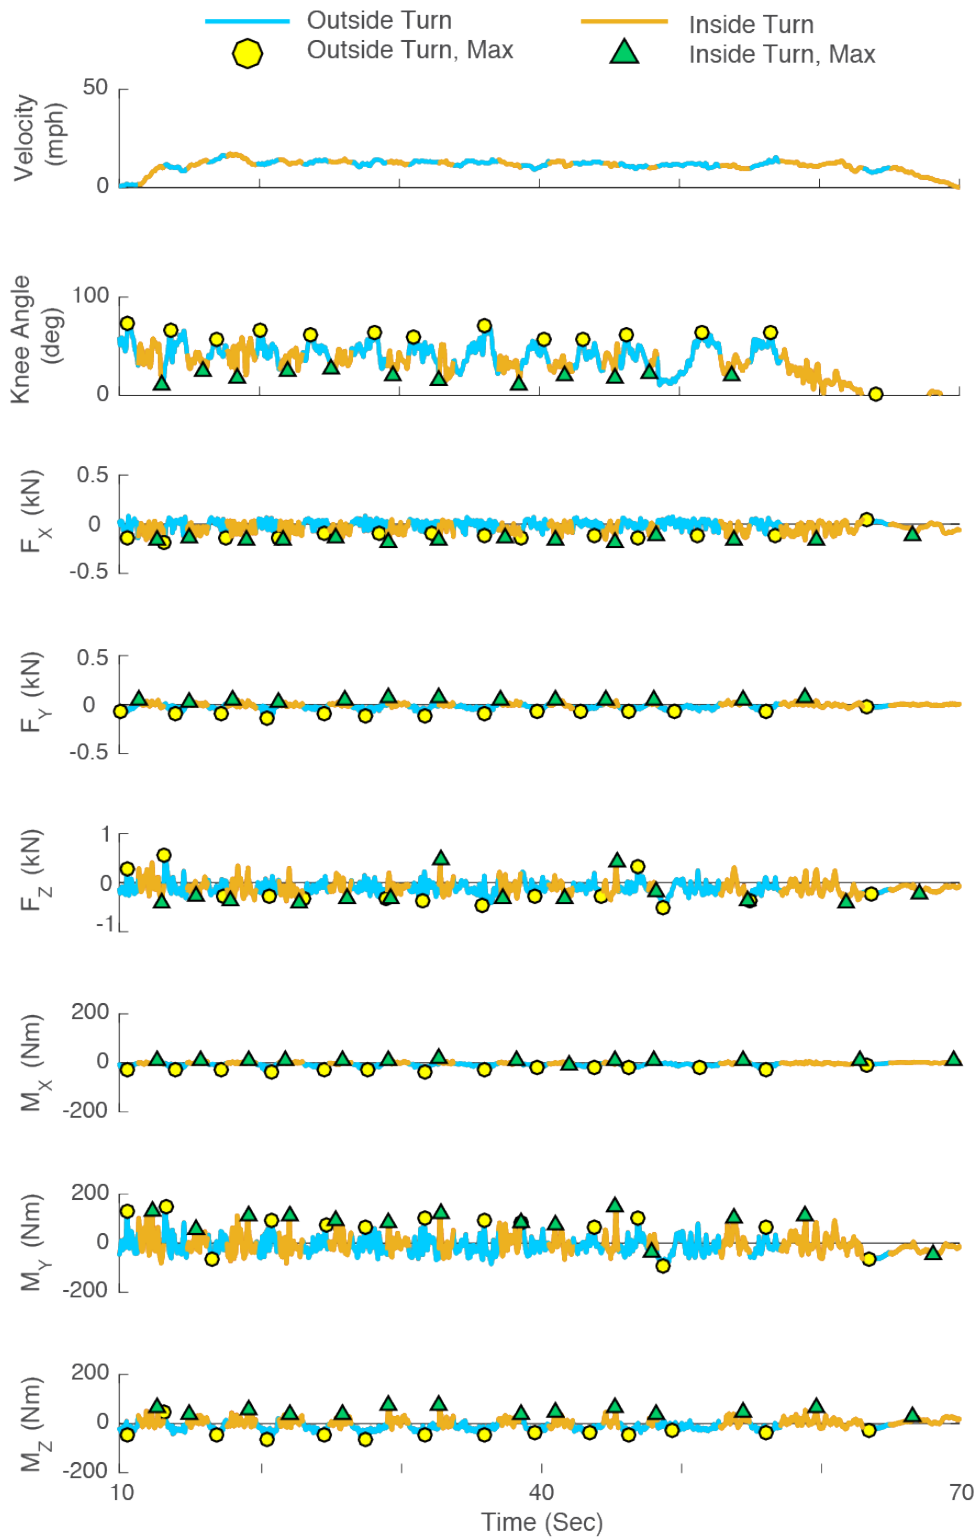 Outside Turn
Inside Turn
Outside Turn, Max
Inside Turn, Max
Velocity
(mph)
50
0
Knee Angle
(deg)
100
0
F_X (kN)
0.5
0
-0.5
F_Y (kN)
0.5
0
-0.5
F_Z (kN)
1
0
-1
M_X (Nm)
200
0
-200
M_Y (Nm)
200
0
-200
M_Z (Nm)
200
0
-200
10
40
70
Time (Sec)